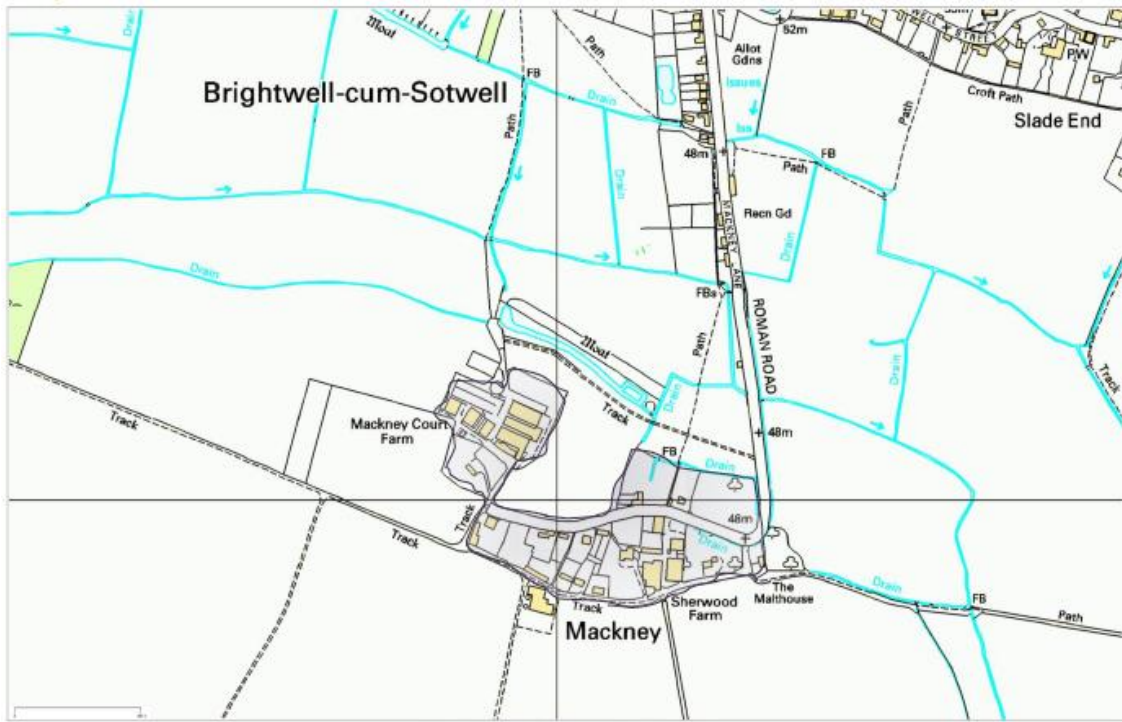 Moat
Drain
Path
FB
Brightwell-cum-Sotwell
Drain
Path
Allot
Gdns
Issues
Iss
52m
WELL
STREET
PW
Croft Path
Slade End
Path
48m
FB
Path
Drain
Recn Gd
MACKNEY LANE
Drain
Drain
FBs
ROMAN ROAD
Moat
Path
Drain
Drain
Track
Track
Track
Mackney Court
Farm
48m
FB
Drain
Track
Track
48m
Drain
Track
Sherwood
Farm
The
Malthouse
Drain
FB
Path
Mackney